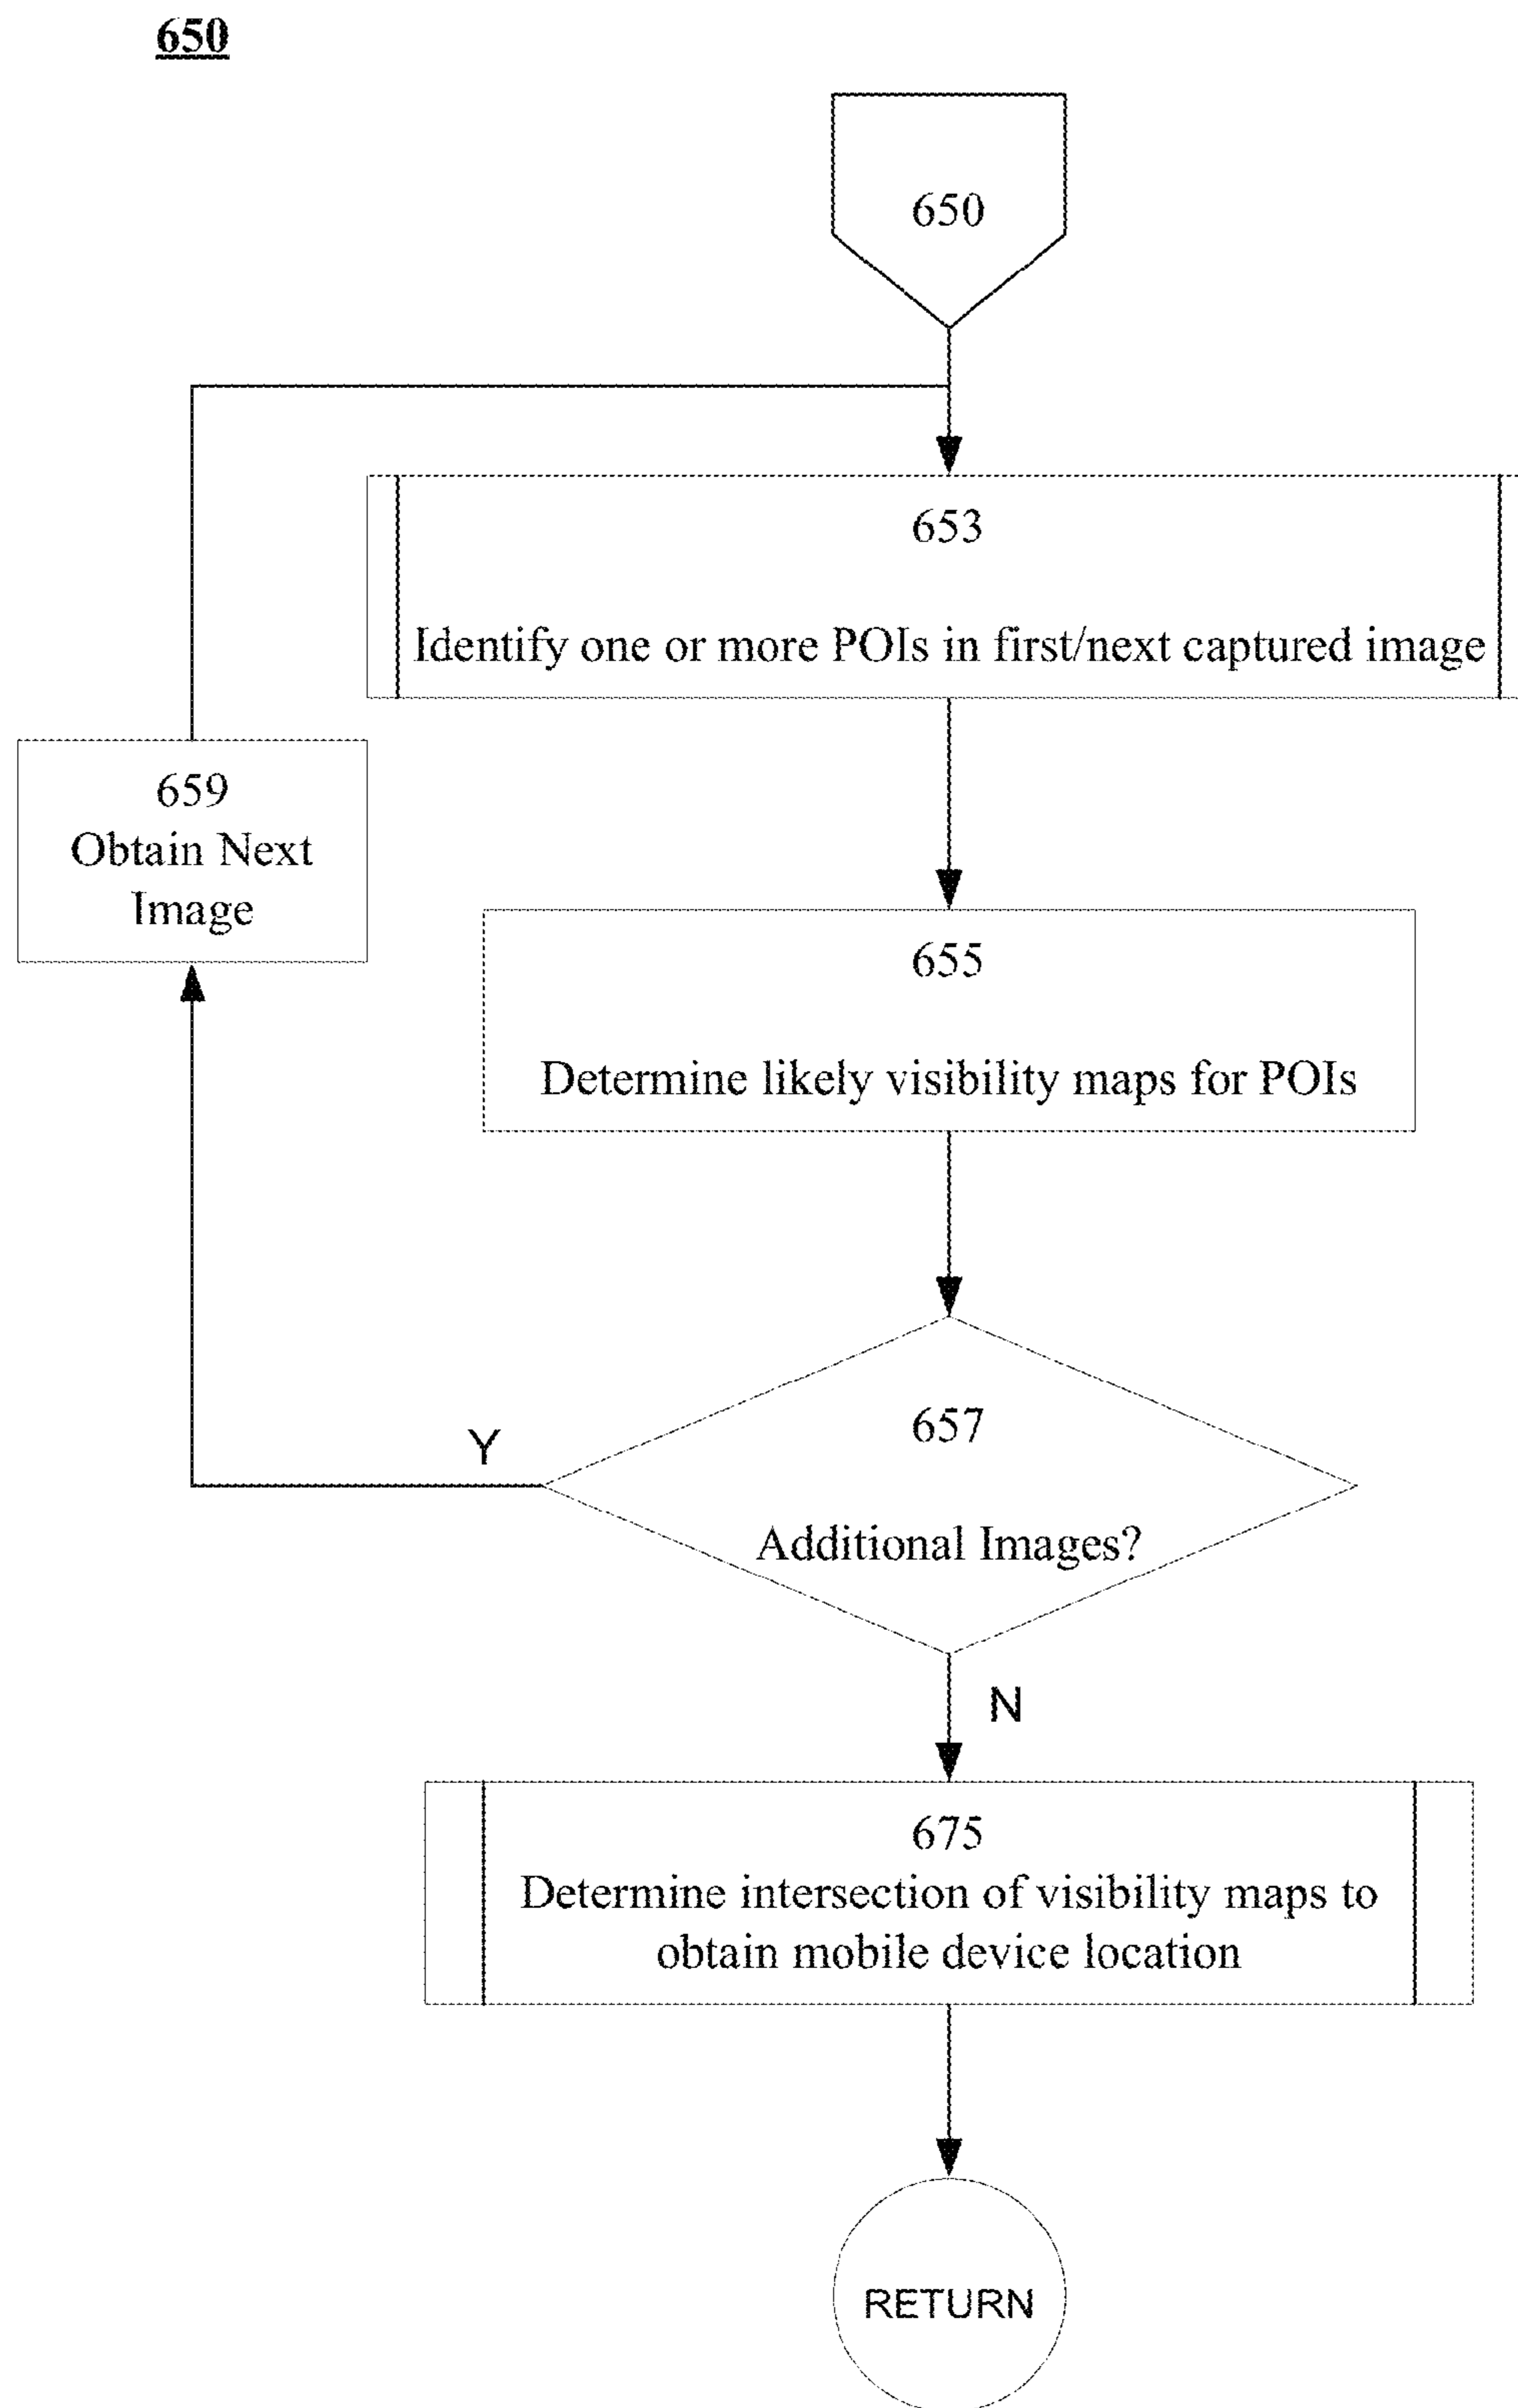 650
650
653
Identify one or more POIs in first/next captured image
659
Obtain Next
Image
655
Determine likely visibility maps for POIs
657
Additional Images?
Y
N
675
Determine intersection of visibility maps to
obtain mobile device location
RETURN